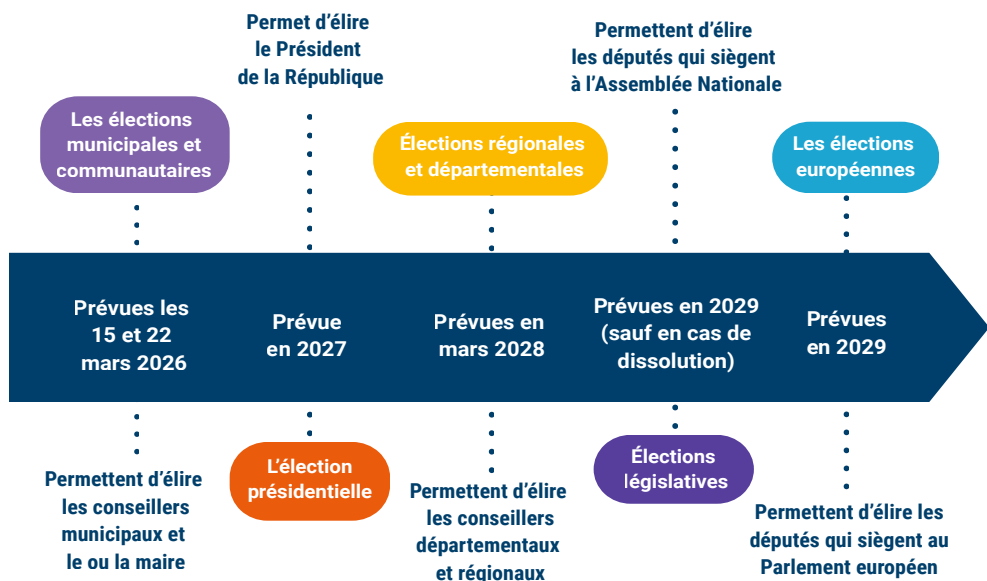 Permet d'élire
le Président
de la République
Permettent d'élire
les députés qui siègent
à l'Assemblée Nationale
Les élections
municipales et
communautaires
Élections régionales
et départementales
Les élections
européennes
Prévues les
15 et 22
mars 2026
Prévue
en 2027
Prévues en
mars 2028
Prévues en 2029
(sauf en cas de
dissolution)
Prévues
en 2029
Permettent d'élire
les conseillers
municipaux et
le ou la maire
L'élection
présidentielle
Permettent d'élire
les conseillers
départementaux
et régionaux
Élections
législatives
Permettent d'élire les
députés qui siègent au
Parlement européen